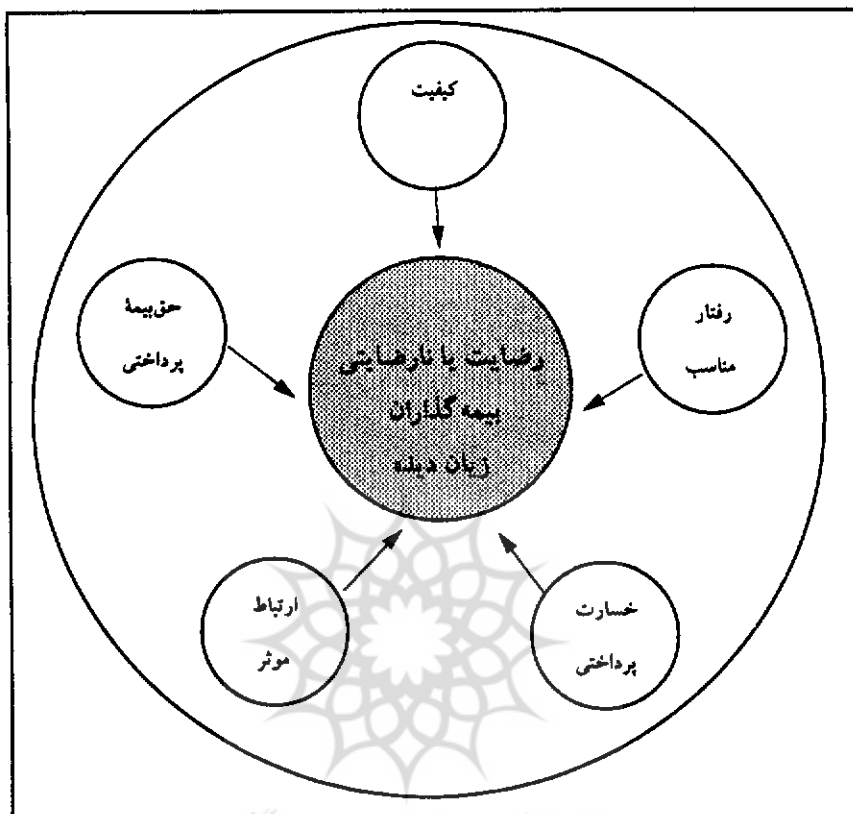 کیفیت
رفتار
مناسب
حق‌بیمهٔ
پرداختی
رضایت یا نارضایتی
بیمه‌گذاران
زیان دیده
ارتباط
موثر
خسارت
پرداختی